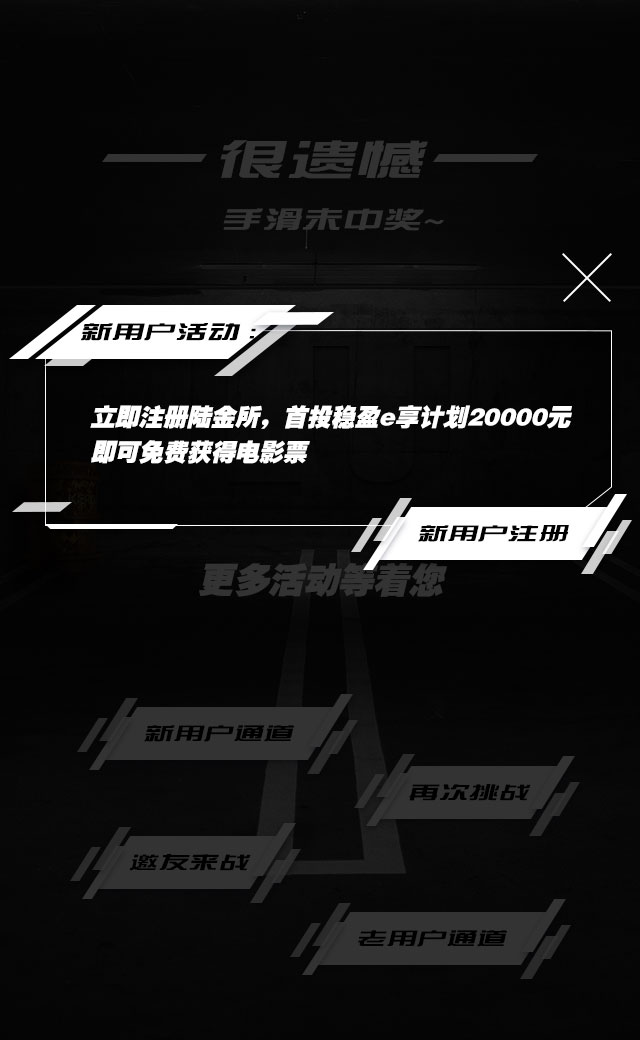 很遗憾
手滑未中奖~
新用户活动：
立即注册陆金所，首投稳盈e享计划20000元
即可免费获得电影票
新用户注册
更多活动等着您
新用户通道
再次挑战
邀友来战
老用户通道